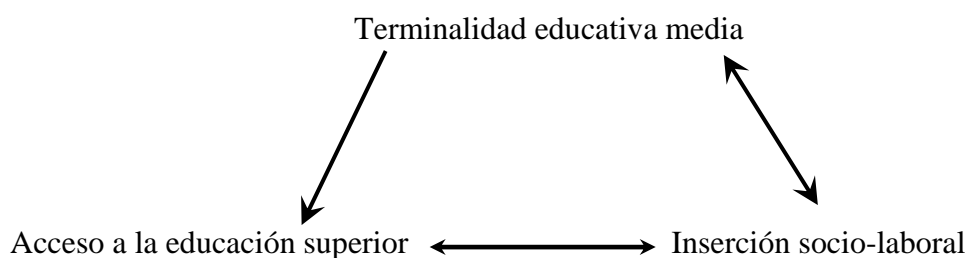 Terminalidad educativa media
Acceso a la educación superior
Inserción socio-laboral